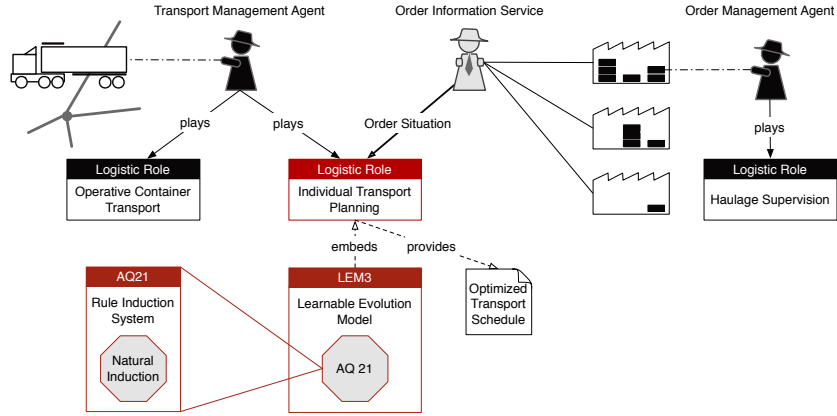 Transport Management Agent
Order Information Service
Order Management Agent
plays
plays
Order Situation
plays
Logistic Role
Operative Container
Transport
Logistic Role
Individual Transport
Planning
Logistic Role
Haulage Supervision
embeds
provides
AQ21
Rule Induction
System
Natural
Induction
LEM3
Learnable Evolution
Model
AQ 21
Optimized
Transport
Schedule